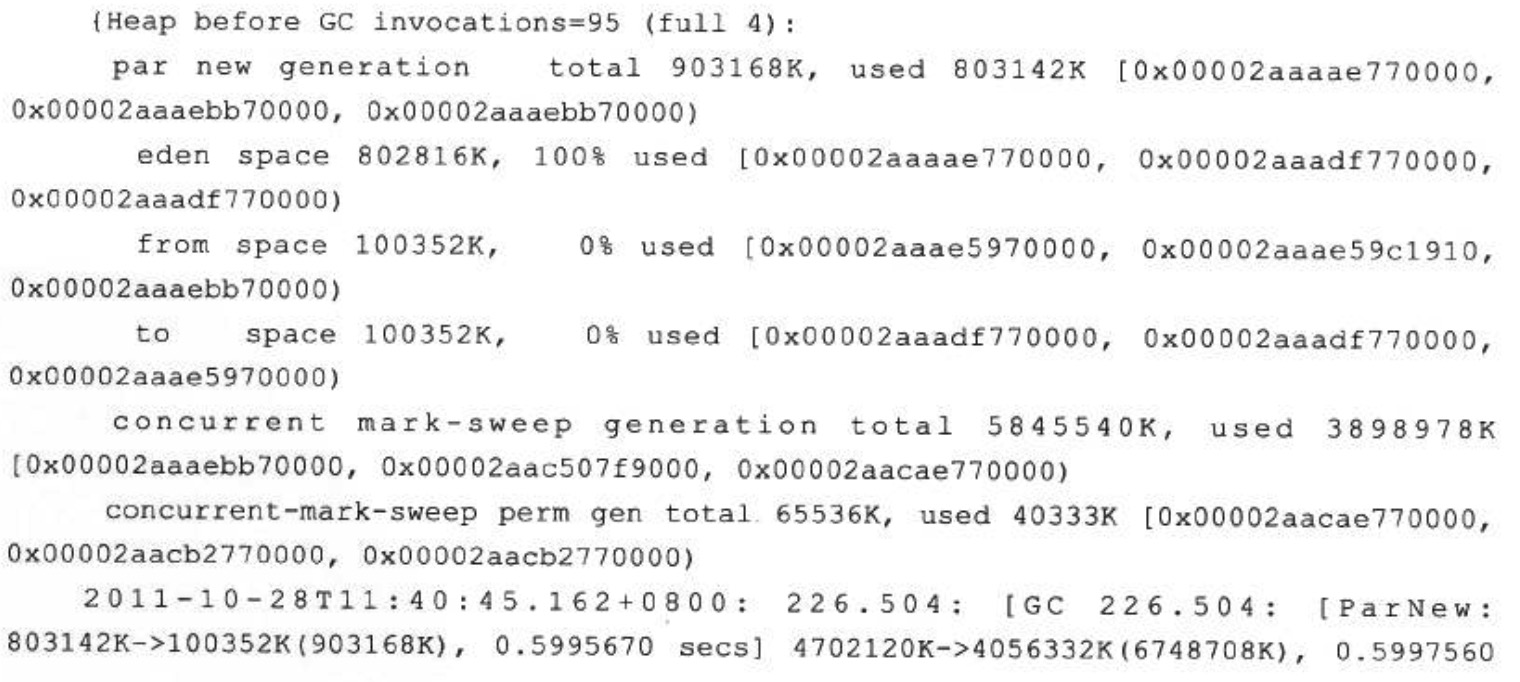 {Heap before GC invocations=95 (full 4):
par new generation total 903168K, used 803142K [0x00002aaaae770000,
0x00002aaaebb70000, 0x00002aaaebb70000)
eden space 802816K, 100% used [0x00002aaaae770000, 0x00002aaadf770000,
0x00002aaadf770000)
from space 100352K, 0% used [0x00002aaae5970000, 0x00002aaae59c1910,
0x00002aaaebb70000)
to space 100352K, 0% used [0x00002aaadf770000, 0x00002aaadf770000,
0x00002aaae5970000)
concurrent mark-sweep generation total 5845540K, used 3898978K
[0x00002aaaebb70000, 0x00002aac507f9000, 0x00002aacae770000)
concurrent-mark-sweep perm gen total 65536K, used 40333K [0x00002aacae770000,
0x00002aacb2770000, 0x00002aacb2770000)
2011-10-28T11:40:45.162+0800: 226.504: [GC 226.504: [ParNew:
803142K->100352K(903168K), 0.5995670 secs] 4702120K->4056332K(6748708K), 0.5997560